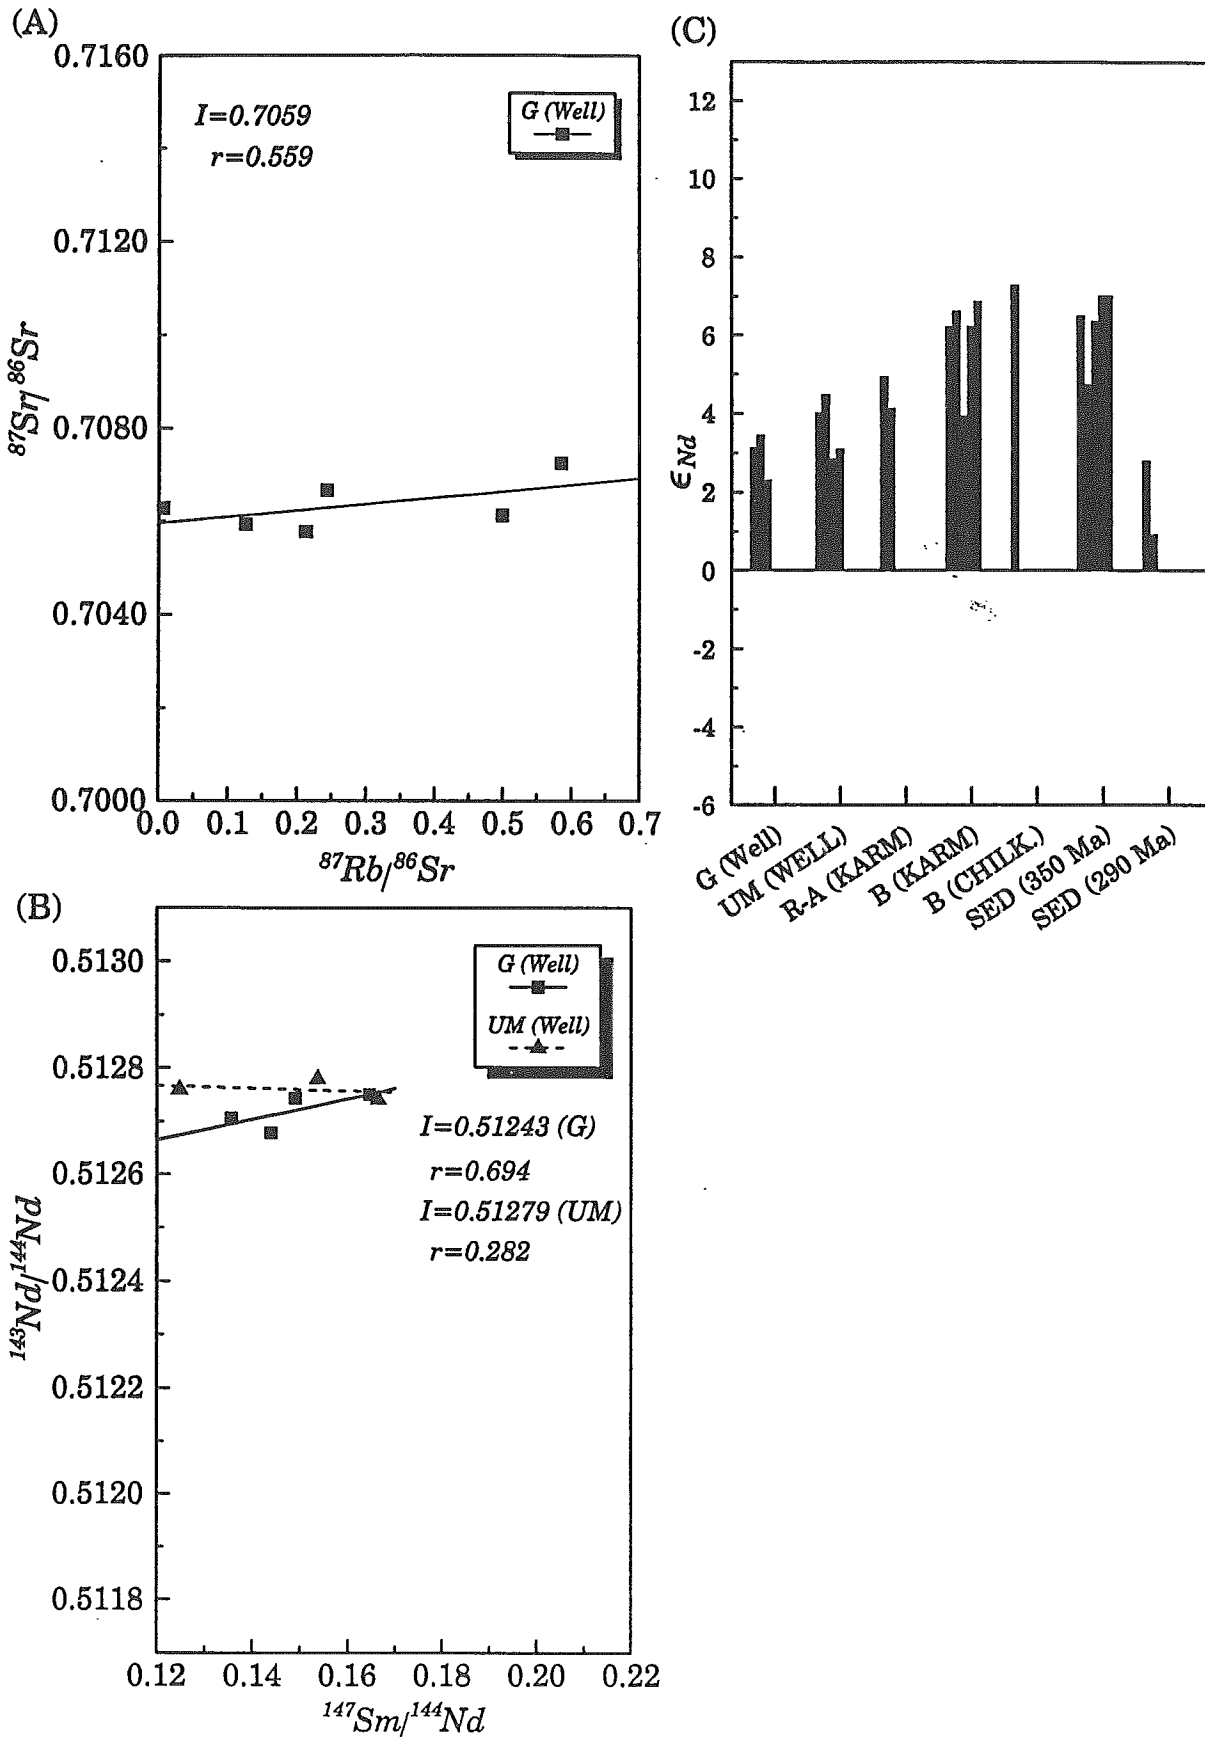 (A)
0.7160
0.7120
0.7080
0.7040
0.7000
87Sr/86Sr
I=0.7059
r=0.559
G (Well)
0.0 0.1 0.2 0.3 0.4 0.5 0.6 0.7
87Rb/86Sr
(B)
0.5130
0.5128
0.5126
0.5124
0.5122
0.5120
0.5118
143Nd/144Nd
G (Well)
UM (Well)
I=0.51243 (G)
r=0.694
I=0.51279 (UM)
r=0.282
0.12 0.14 0.16 0.18 0.20 0.22
147Sm/144Nd
(C)
12
10
8
6
4
2
0
-2
-4
-6
ϵNd
G (Well)
UM (WELL)
R-A (KARM)
B (KARM)
B (CHILK.)
SED (350 Ma)
SED (290 Ma)